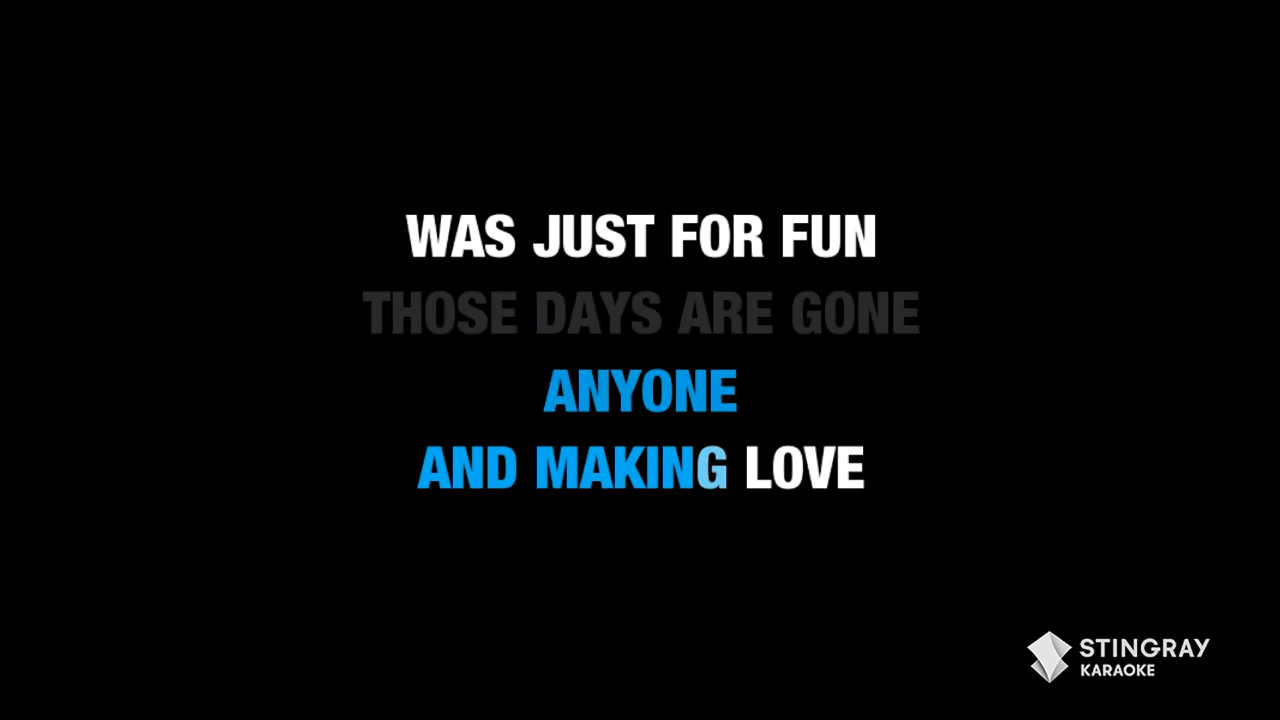 WAS JUST FOR FUN
THOSE DAYS ARE GONE
ANYONE
AND MAKING LOVE
STINGRAY
KARAOKE